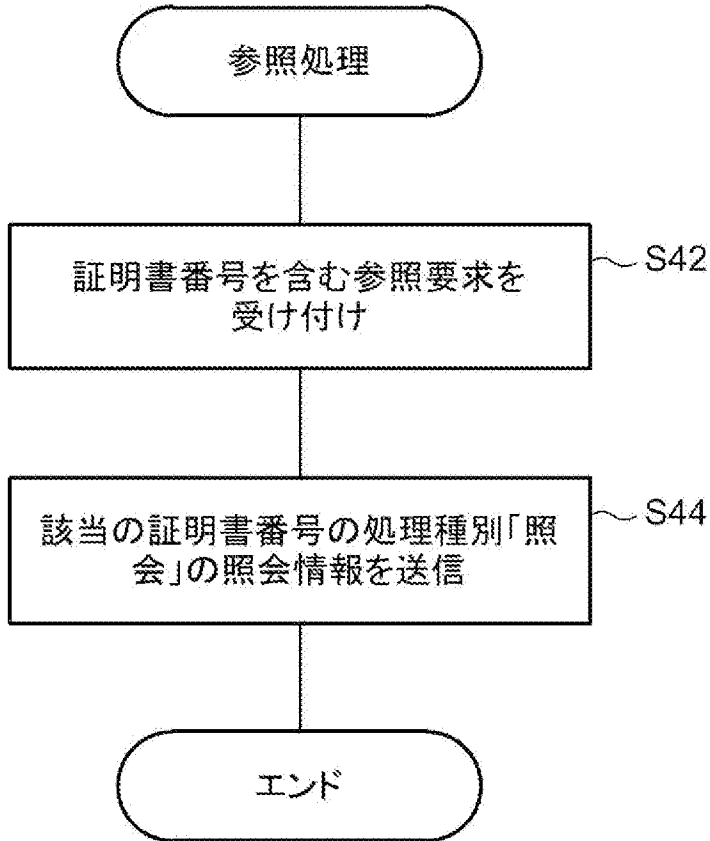 参照処理
証明書番号を含む参照要求を
受け付け
S42
該当の証明書番号の処理種別「照
会」の照会情報を送信
S44
エンド